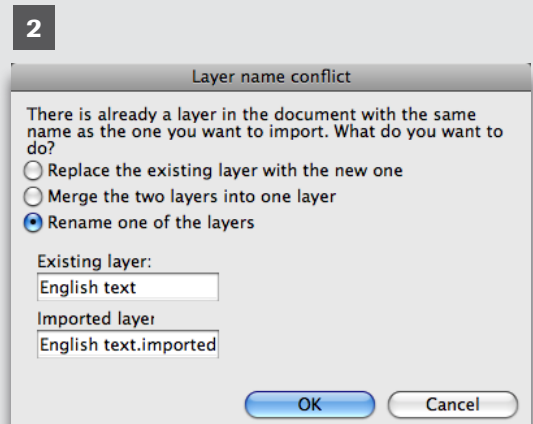 2
Layer name conflict
There is already a layer in the document with the same
name as the one you want to import. What do you want to
do?
Replace the existing layer with the new one
Merge the two layers into one layer
Rename one of the layers
Existing layer:
English text
Imported layer
English text.imported
OK Cancel